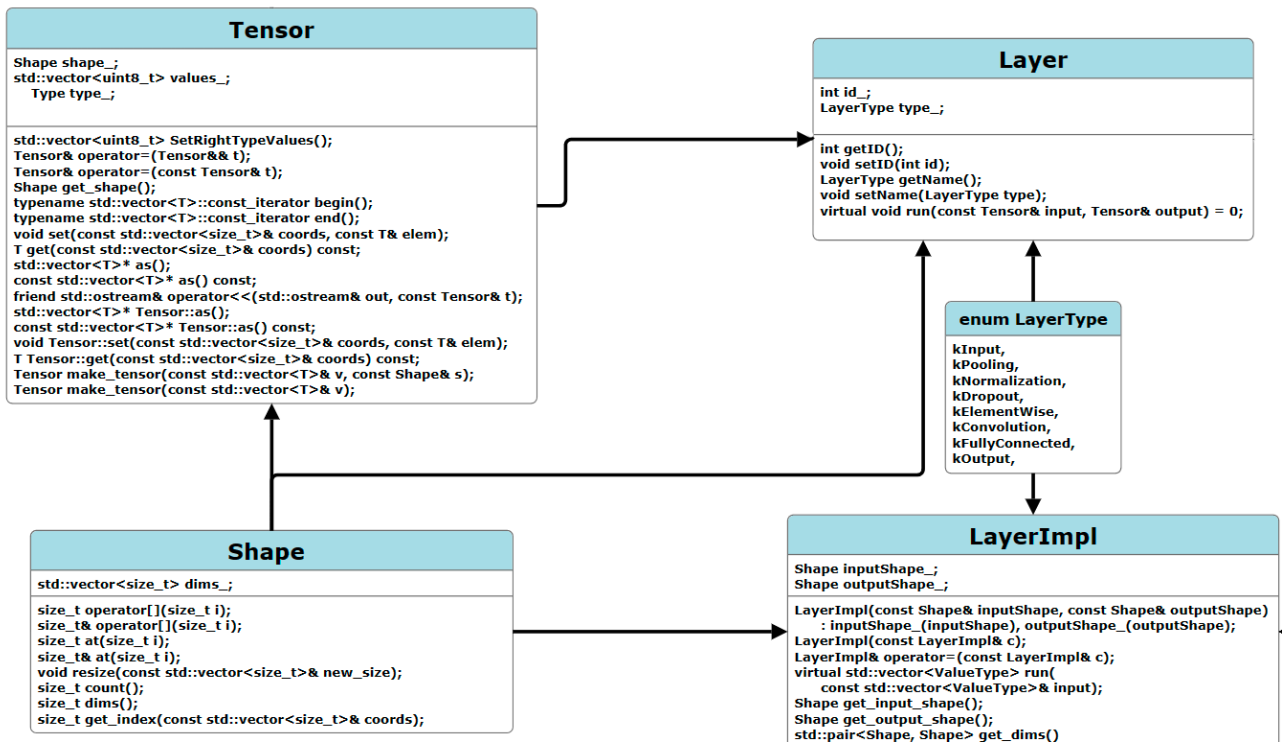 Tensor
Shape shape_;
std::vector<uint8_t> values_;
Type type_;
std::vector<uint8_t> SetRightTypeValues();
Tensor& operator=(Tensor&& t);
Tensor& operator=(const Tensor& t);
Shape get_shape();
typename std::vector<T>::const_iterator begin();
typename std::vector<T>::const_iterator end();
void set(const std::vector<size_t>& coords, const T& elem);
T get(const std::vector<size_t>& coords) const;
std::vector<T>* as();
const std::vector<T>* as() const;
friend std::ostream& operator<<(std::ostream& out, const Tensor& t);
std::vector<T>* Tensor::as();
const std::vector<T>* Tensor::as() const;
void Tensor::set(const std::vector<size_t>& coords, const T& elem);
T Tensor::get(const std::vector<size_t>& coords) const;
Tensor make_tensor(const std::vector<T>& v, const Shape& s);
Tensor make_tensor(const std::vector<T>& v);
Layer
int id_;
LayerType type_;
int getID();
void setID(int id);
LayerType getName();
void setName(LayerType type);
virtual void run(const Tensor& input, Tensor& output) = 0;
enum LayerType
kInput,
kPooling,
kNormalization,
kDropout,
kElementWise,
kConvolution,
kFullyConnected,
kOutput,
Shape
std::vector<size_t> dims_;
size_t operator[](size_t i);
size_t& operator[](size_t i);
size_t at(size_t i);
size_t& at(size_t i);
void resize(const std::vector<size_t>& new_size);
size_t count();
size_t dims();
size_t get_index(const std::vector<size_t>& coords);
LayerImpl
Shape inputShape_;
Shape outputShape_;
LayerImpl(const Shape& inputShape, const Shape& outputShape)
: inputShape_(inputShape), outputShape_(outputShape);
LayerImpl(const LayerImpl& c);
LayerImpl& operator=(const LayerImpl& c);
virtual std::vector<ValueType> run(
const std::vector<ValueType>& input);
Shape get_input_shape();
Shape get_output_shape();
std::pair<Shape, Shape> get_dims()